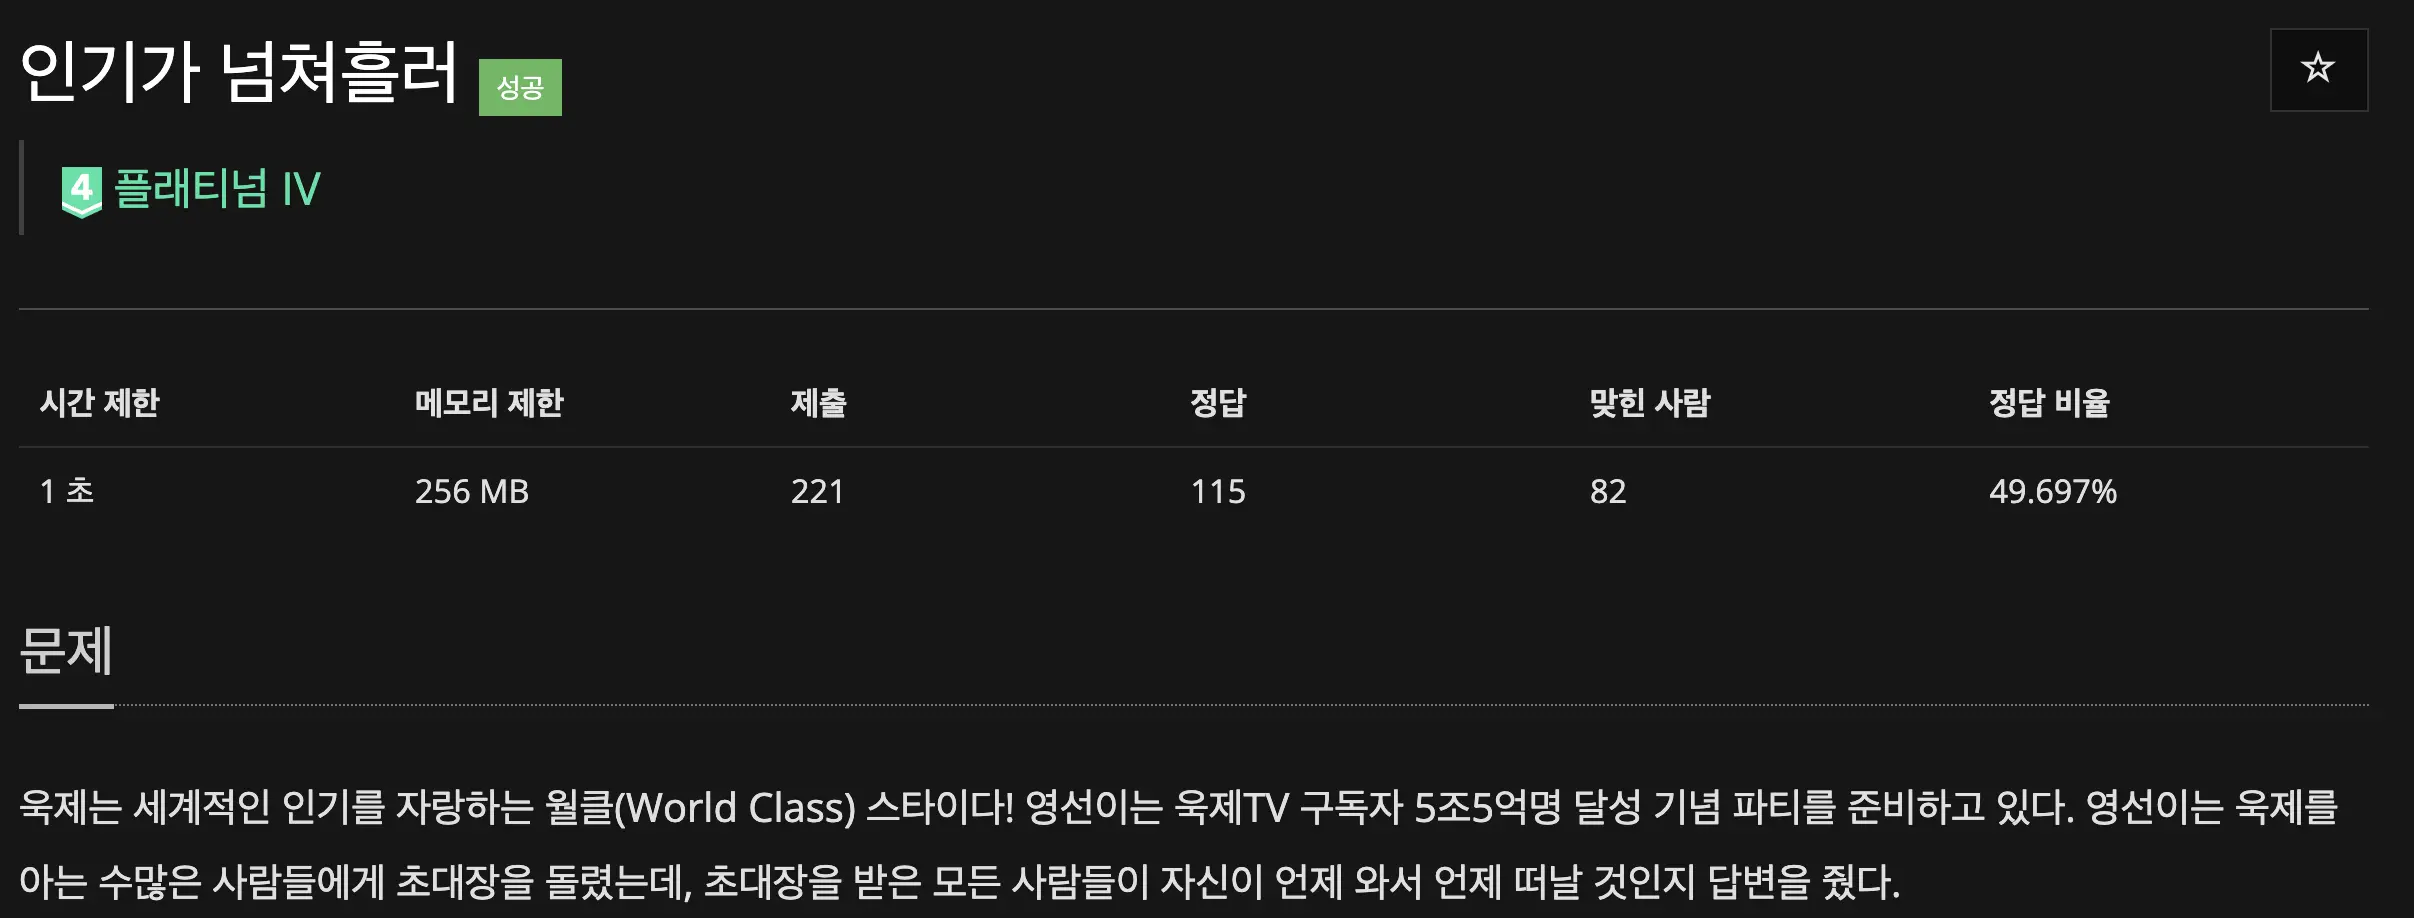 인기가 넘쳐흘러 성공
☆
4 플래티넘 IV
시간 제한 메모리 제한 제출 정답 맞힌 사람 정답 비율
1 초 256 MB 221 115 82 49.697%
문제
욱제는 세계적인 인기를 자랑하는 월클(World Class) 스타이다! 영선이는 욱제TV 구독자 5조5억명 달성 기념 파티를 준비하고 있다. 영선이는 욱제를
아는 수많은 사람들에게 초대장을 돌렸는데, 초대장을 받은 모든 사람들이 자신이 언제 와서 언제 떠날 것인지 답변을 줬다.